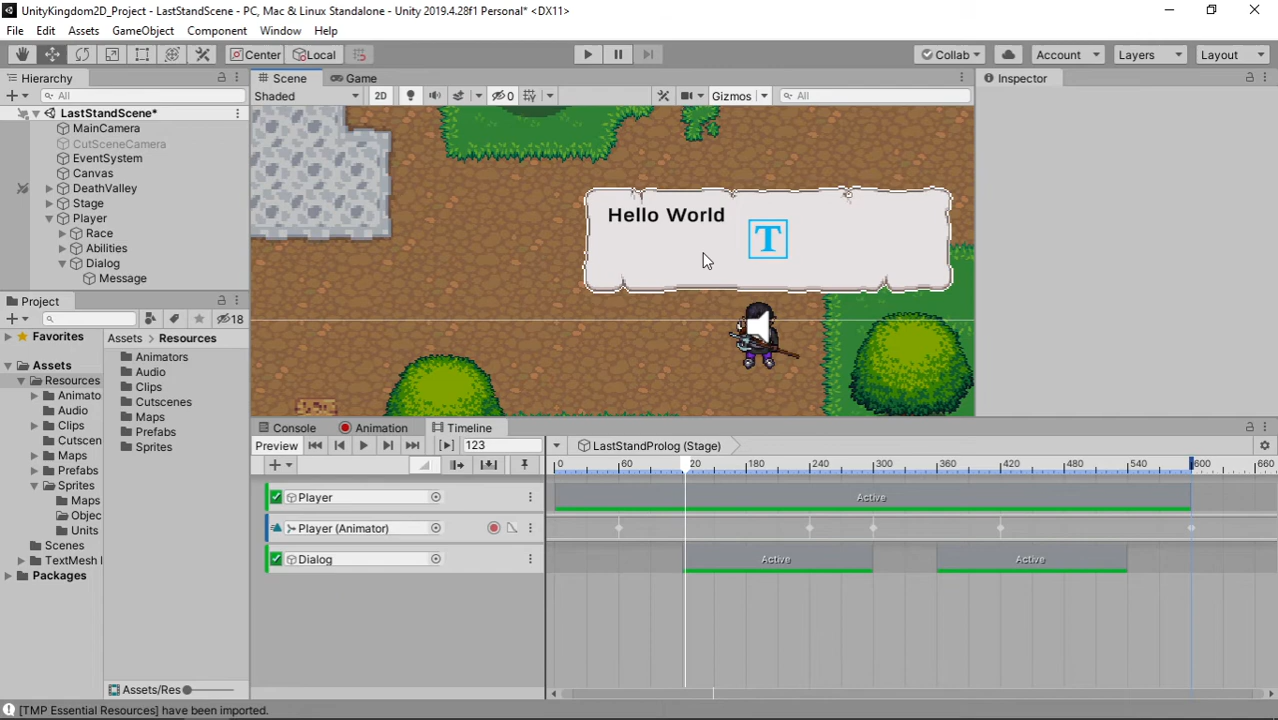 UnityKingdom2D_Project - LastStandScene - PC, Mac & Linux Standalone - Unity 2019.4.28f1 Personal* <DX11>
File Edit Assets GameObject Component Window Help
Center Local Collab Account Layers Layout
Hierarchy
All
LastStandScene*
MainCamera
CutSceneCamera
EventSystem
Canvas
DeathValley
Stage
Player
Race
Abilities
Dialog
Message
Scene Game
Shaded 2D 0 Gizmos All
Hello World
T
Inspector
Project
18
Favorites
Assets
Resources
Animato
Audio
Clips
Cutscen
Maps
Prefabs
Sprites
Maps
Objec
Units
Scenes
TextMesh
Packages
Assets Resources
Animators
Audio
Clips
Cutscenes
Maps
Prefabs
Sprites
Assets/Res
Console Animation Timeline
Preview 123 LastStandProlog (Stage)
0 60 20 180 240 300 360 420 480 540 600 660
Player Active
Player (Animator)
Dialog Active Active
[TMP Essential Resources] have been imported.